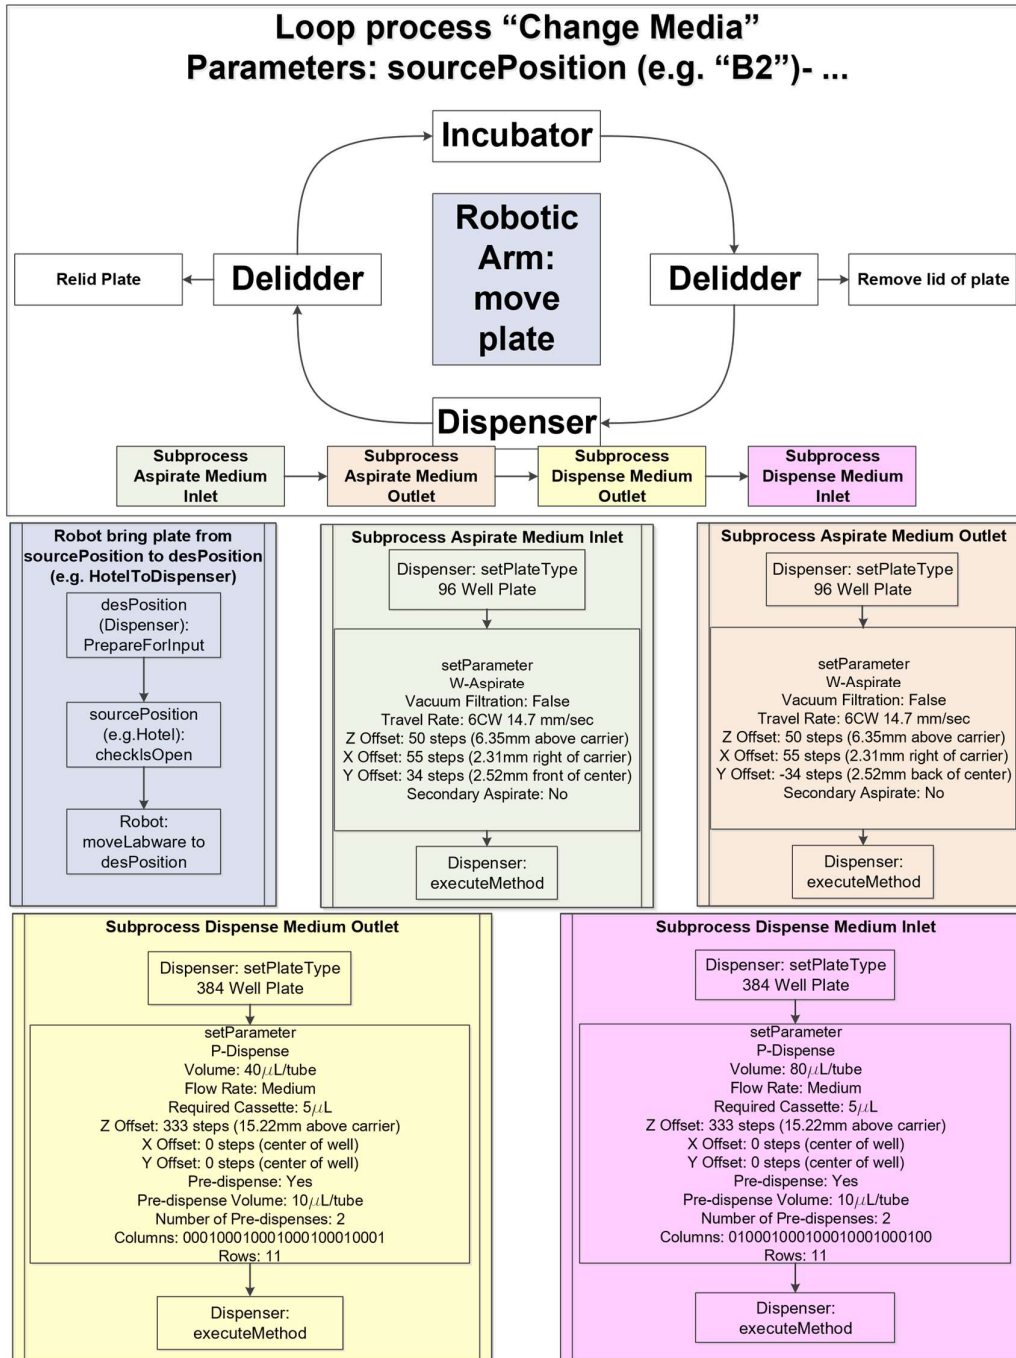 Loop process “Change Media”
Parameters: sourcePosition (e.g. “B2”)- ...
Incubator
Robotic
Arm:
move
plate
Relid Plate
Delidder
Delidder
Remove lid of plate
Dispenser
Subprocess
Aspirate Medium
Inlet
Subprocess
Aspirate Medium
Outlet
Subprocess
Dispense Medium
Outlet
Subprocess
Dispense Medium
Inlet
Robot bring plate from
sourcePosition to desPosition
(e.g. HotelToDispenser)
desPosition
(Dispenser):
PrepareForInput
sourcePosition
(e.g.Hotel):
checkIsOpen
Robot:
moveLabware to
desPosition
Subprocess Aspirate Medium Inlet
Dispenser: setPlateType
96 Well Plate
setParameter
W-Aspirate
Vacuum Filtration: False
Travel Rate: 6CW 14.7 mm/sec
Z Offset: 50 steps (6.35mm above carrier)
X Offset: 55 steps (2.31mm right of carrier)
Y Offset: 34 steps (2.52mm front of center)
Secondary Aspirate: No
Dispenser:
executeMethod
Subprocess Aspirate Medium Outlet
Dispenser: setPlateType
96 Well Plate
setParameter
W-Aspirate
Vacuum Filtration: False
Travel Rate: 6CW 14.7 mm/sec
Z Offset: 50 steps (6.35mm above carrier)
X Offset: 55 steps (2.31mm right of carrier)
Y Offset: -34 steps (2.52mm back of center)
Secondary Aspirate: No
Dispenser:
executeMethod
Subprocess Dispense Medium Outlet
Dispenser: setPlateType
384 Well Plate
setParameter
P-Dispense
Volume: 40μL/tube
Flow Rate: Medium
Required Cassette: 5μL
Z Offset: 333 steps (15.22mm above carrier)
X Offset: 0 steps (center of well)
Y Offset: 0 steps (center of well)
Pre-dispense: Yes
Pre-dispense Volume: 10μL/tube
Number of Pre-dispenses: 2
Columns: 000100010001000100010001
Rows: 11
Dispenser:
executeMethod
Subprocess Dispense Medium Inlet
Dispenser: setPlateType
384 Well Plate
setParameter
P-Dispense
Volume: 80μL/tube
Flow Rate: Medium
Required Cassette: 5μL
Z Offset: 333 steps (15.22mm above carrier)
X Offset: 0 steps (center of well)
Y Offset: 0 steps (center of well)
Pre-dispense: Yes
Pre-dispense Volume: 10μL/tube
Number of Pre-dispenses: 2
Columns: 010001000100010001000100
Rows: 11
Dispenser:
executeMethod